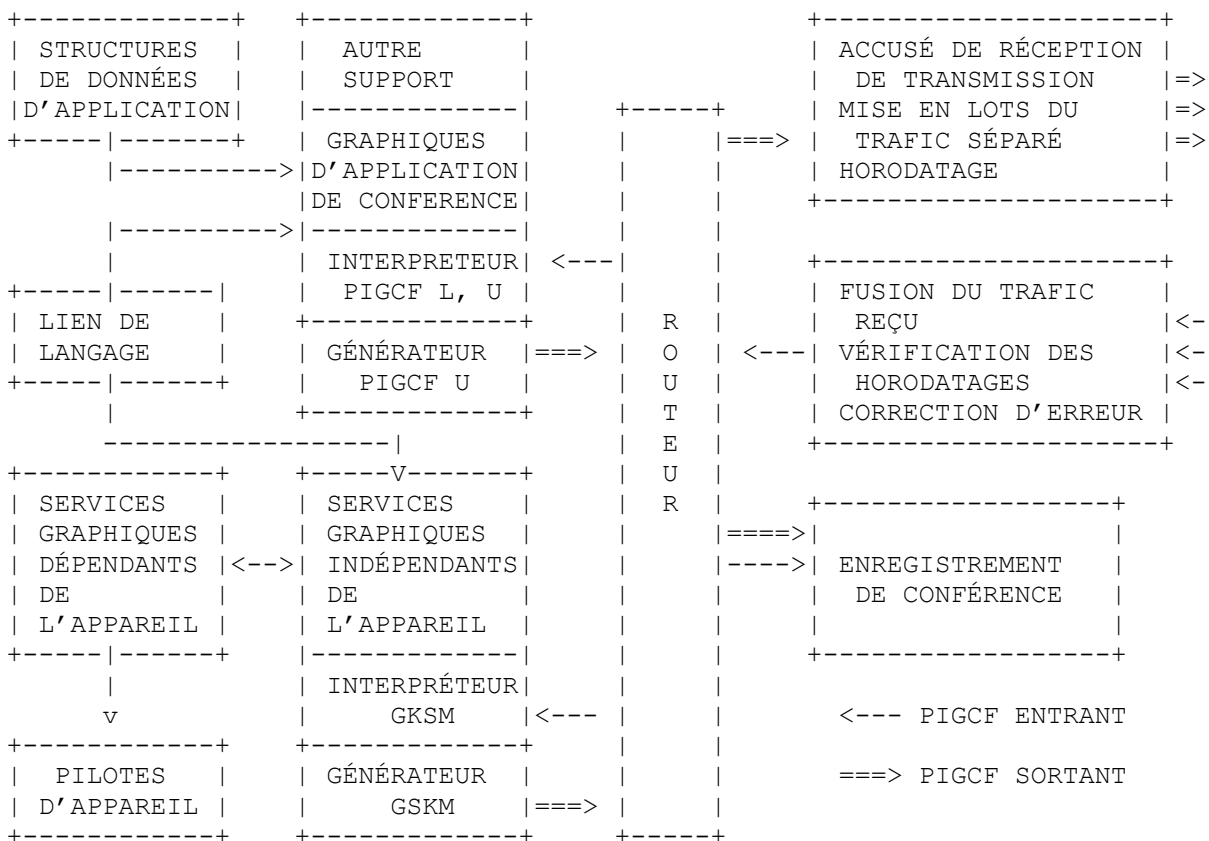 STRUCTURES
DE DONNÉES
D'APPLICATION
AUTRE
SUPPORT
GRAPHIQUES
D'APPLICATION
DE CONFERENCE
INTERPRETEUR
PIGCF L, U
GÉNÉRATEUR
PIGCF U
LIEN DE
LANGAGE
SERVICES
GRAPHIQUES
DÉPENDANTS
DE
L'APPAREIL
SERVICES
GRAPHIQUES
INDÉPENDANTS
DE
L'APPAREIL
INTERPRÉTEUR
GKSM
PILOTES
D'APPAREIL
GÉNÉRATEUR
GSKM
ROUTEUR
ACCUSÉ DE RÉCEPTION
DE TRANSMISSION
MISE EN LOTS DU
TRAFIC SÉPARÉ
HORODATAGE
FUSION DU TRAFIC
REÇU
VÉRIFICATION DES
HORODATAGES
CORRECTION D'ERREUR
ENREGISTREMENT
DE CONFÉRENCE
<--- PIGCF ENTRANT
===> PIGCF SORTANT